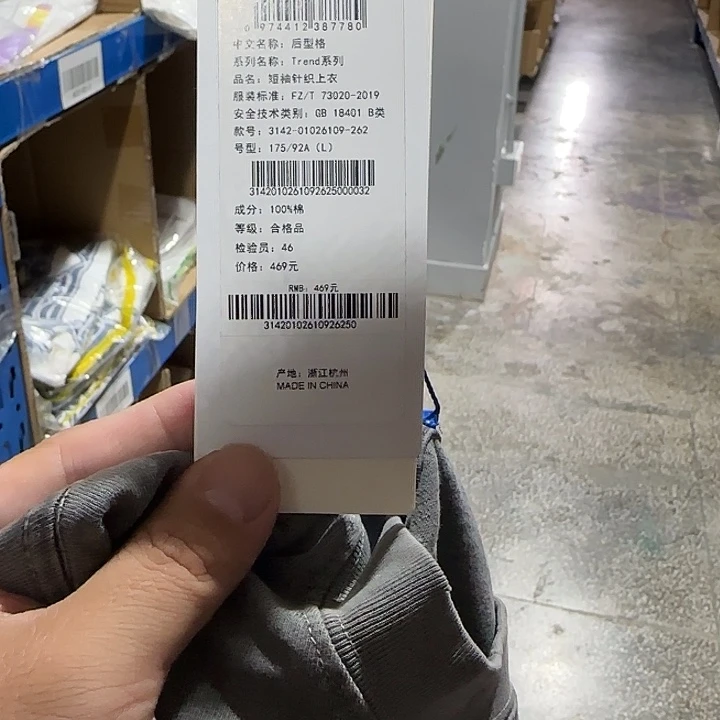 6 974412 387780
中文名称: 后型格
系列名称: Trend系列
品名: 短袖针织上衣
服装标准: FZ/T 73020-2019
安全技术类别: GB 18401 B类
款号: 3142-01026109-262
号型: 175/92A (L)
3142010261092625000032
成分: 100%棉
等级: 合格品
检验员: 46
价格: 469元
RMB: 469元
31420102610926250
产地: 浙江杭州
MADE IN CHINA